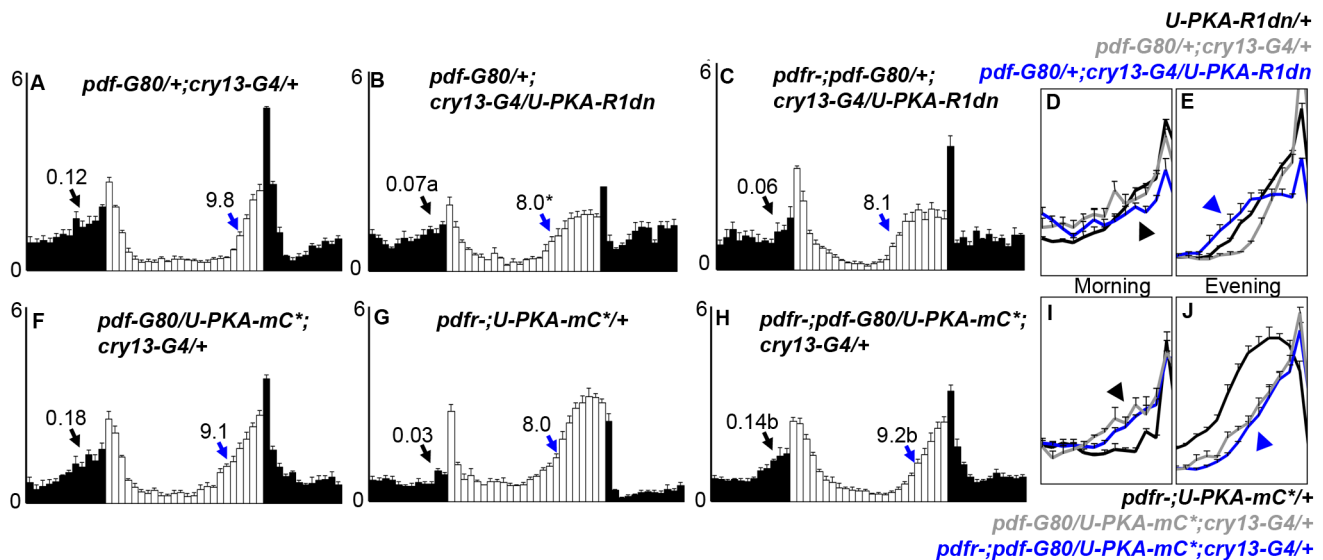 U-PKA-R1dn/+
pdf-G80/+;cry13-G4/+
pdf-G80/+;cry13-G4/U-PKA-R1dn
6
A
pdf-G80/+;cry13-G4/+
0.12
9.8
0
6
B
pdf-G80/+;
cry13-G4/U-PKA-R1dn
0.07a
8.0*
0
6
C
pdfr-;pdf-G80/+;
cry13-G4/U-PKA-R1dn
0.06
8.1
0
D
E
Morning
Evening
6
F
pdf-G80/U-PKA-mC*;
cry13-G4/+
0.18
9.1
0
6
G
pdfr-;U-PKA-mC*/+
0.03
8.0
0
6
H
pdfr-;pdf-G80/U-PKA-mC*;
cry13-G4/+
0.14b
9.2b
0
I
J
pdfr-;U-PKA-mC*/+
pdf-G80/U-PKA-mC*;cry13-G4/+
pdfr-;pdf-G80/U-PKA-mC*;cry13-G4/+